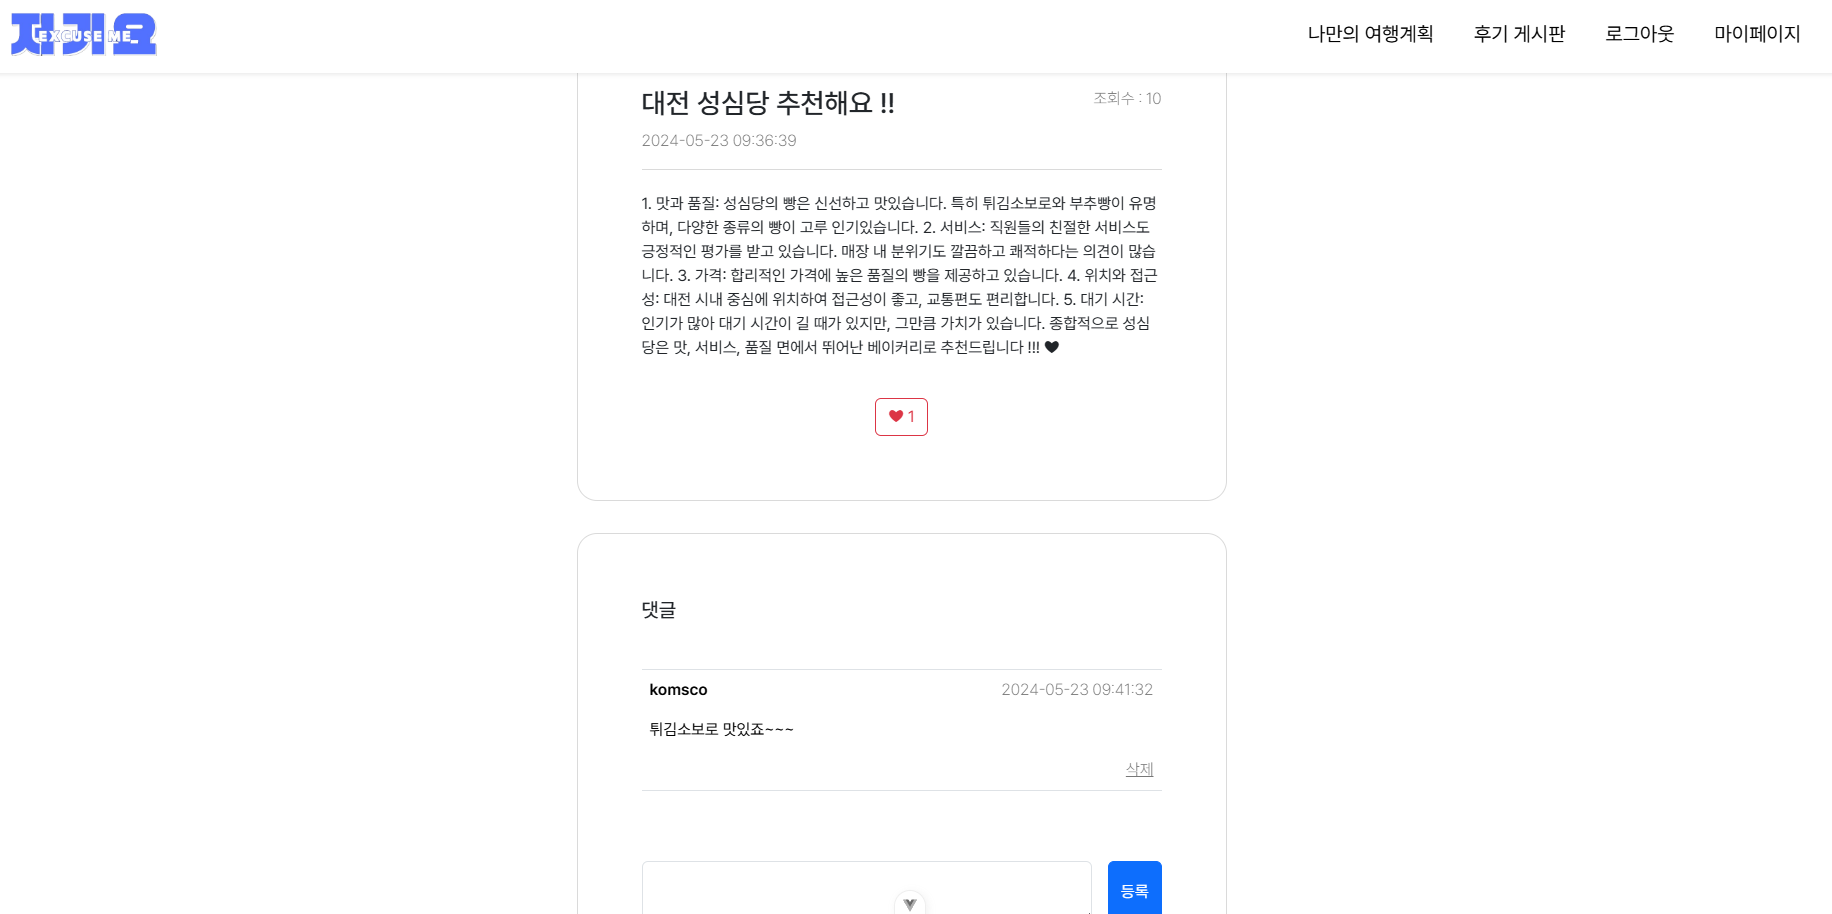 저기요
EXCUSE ME
나만의 여행계획 후기 게시판 로그아웃 마이페이지
대전 성심당 추천해요 !!
조회수 : 10
2024-05-23 09:36:39
1. 맛과 품질: 성심당의 빵은 신선하고 맛있습니다. 특히 튀김소보로와 부추빵이 유명
하며, 다양한 종류의 빵이 고루 인기있습니다. 2. 서비스: 직원들의 친절한 서비스도
긍정적인 평가를 받고 있습니다. 매장 내 분위기도 깔끔하고 쾌적하다는 의견이 많습
니다. 3. 가격: 합리적인 가격에 높은 품질의 빵을 제공하고 있습니다. 4. 위치와 접근
성: 대전 시내 중심에 위치하여 접근성이 좋고, 교통편도 편리합니다. 5. 대기 시간:
인기가 많아 대기 시간이 길 때가 있지만, 그만큼 가치가 있습니다. 종합적으로 성심
당은 맛, 서비스, 품질 면에서 뛰어난 베이커리로 추천드립니다 !!! ♥
♥ 1
댓글
komsco 2024-05-23 09:41:32
튀김소보로 맛있죠~~~
삭제
등록